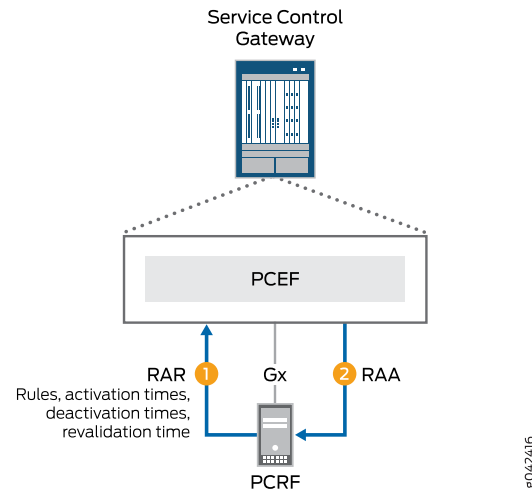 Service Control
Gateway
PCEF
RAR 1 Gx 2 RAA
Rules, activation times,
deactivation times,
revalidation time
PCRF
g042416